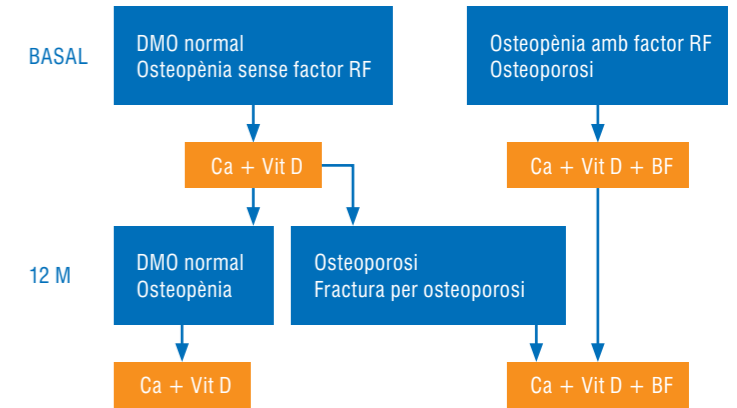 BASAL
DMO normal
Osteopènia sense factor RF
Osteopènia amb factor RF
Osteoporosi
Ca + Vit D
Ca + Vit D + BF
12 M
DMO normal
Osteopènia
Osteoporosi
Fractura per osteoporosi
Ca + Vit D
Ca + Vit D + BF